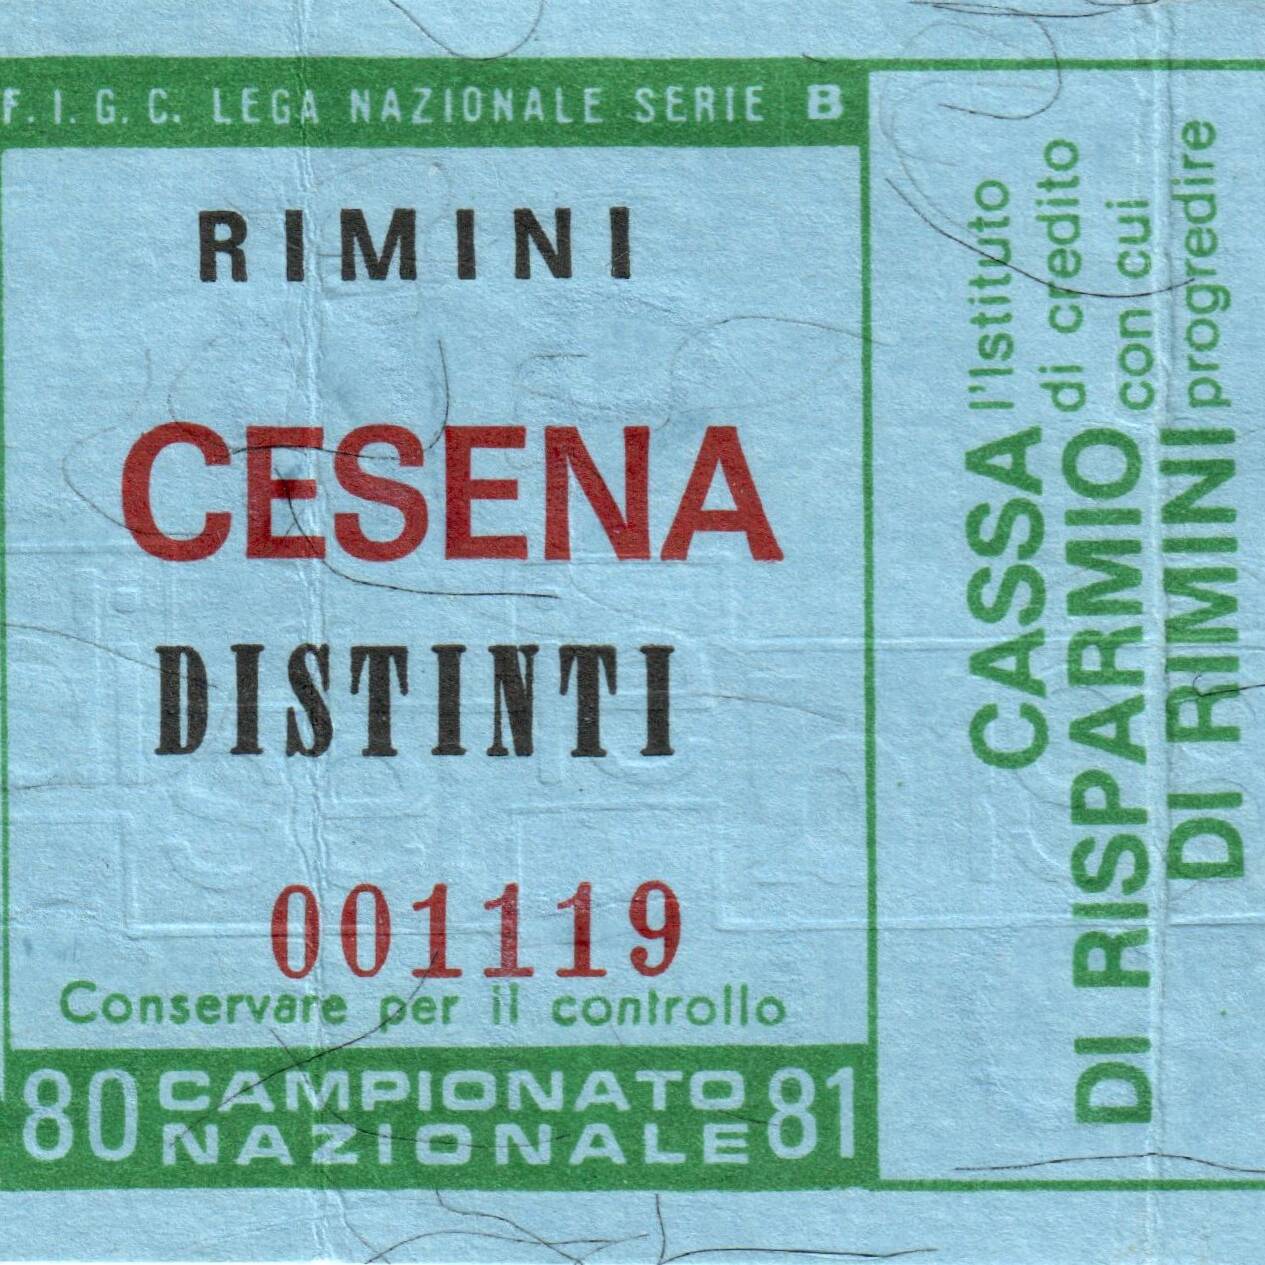 F. I. G. C. LEGA NAZIONALE SERIE B
RIMINI
CESENA
DISTINTI
001119
Conservare per il controllo
80 CAMPIONATO NAZIONALE 81
CASSA l'Istituto
DI RISPARMIO di credito
con cui
DI RIMINI progredire